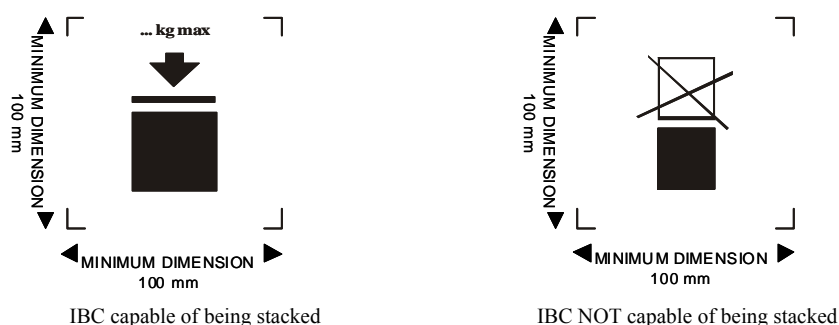 ... kg max
MINIMUM DIMENSION
100 mm
MINIMUM DIMENSION
100 mm
IBC capable of being stacked
MINIMUM DIMENSION
100 mm
MINIMUM DIMENSION
100 mm
IBC NOT capable of being stacked